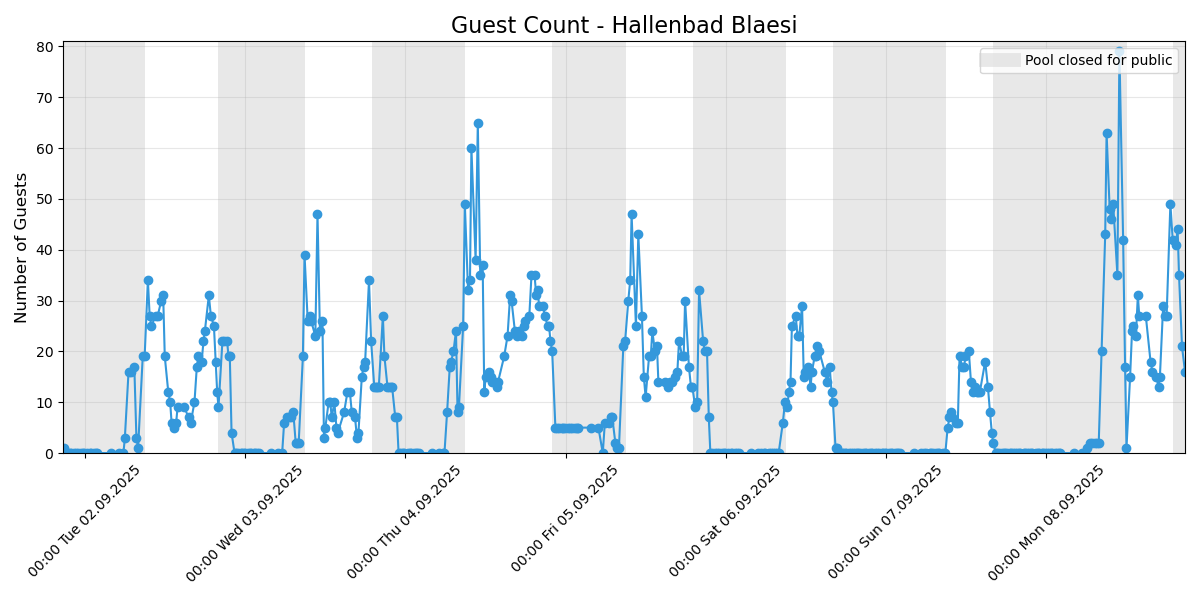 Guest Count - Hallenbad Blaesi
Pool closed for public
Number of Guests
80
70
60
50
40
30
20
10
0
00:00 Tue 02.09.2025
00:00 Wed 03.09.2025
00:00 Thu 04.09.2025
00:00 Fri 05.09.2025
00:00 Sat 06.09.2025
00:00 Sun 07.09.2025
00:00 Mon 08.09.2025